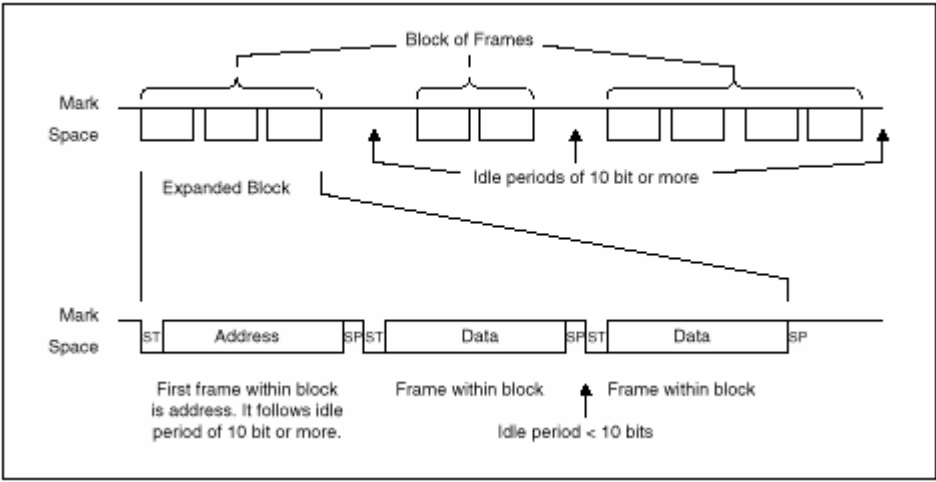 Block of Frames
Mark
Space
Idle periods of 10 bit or more
Expanded Block
Mark
Space
ST
Address
SP
ST
Data
SP
ST
Data
SP
First frame within block
is address. It follows idle
period of 10 bit or more.
Frame within block
Frame within block
Idle period < 10 bits